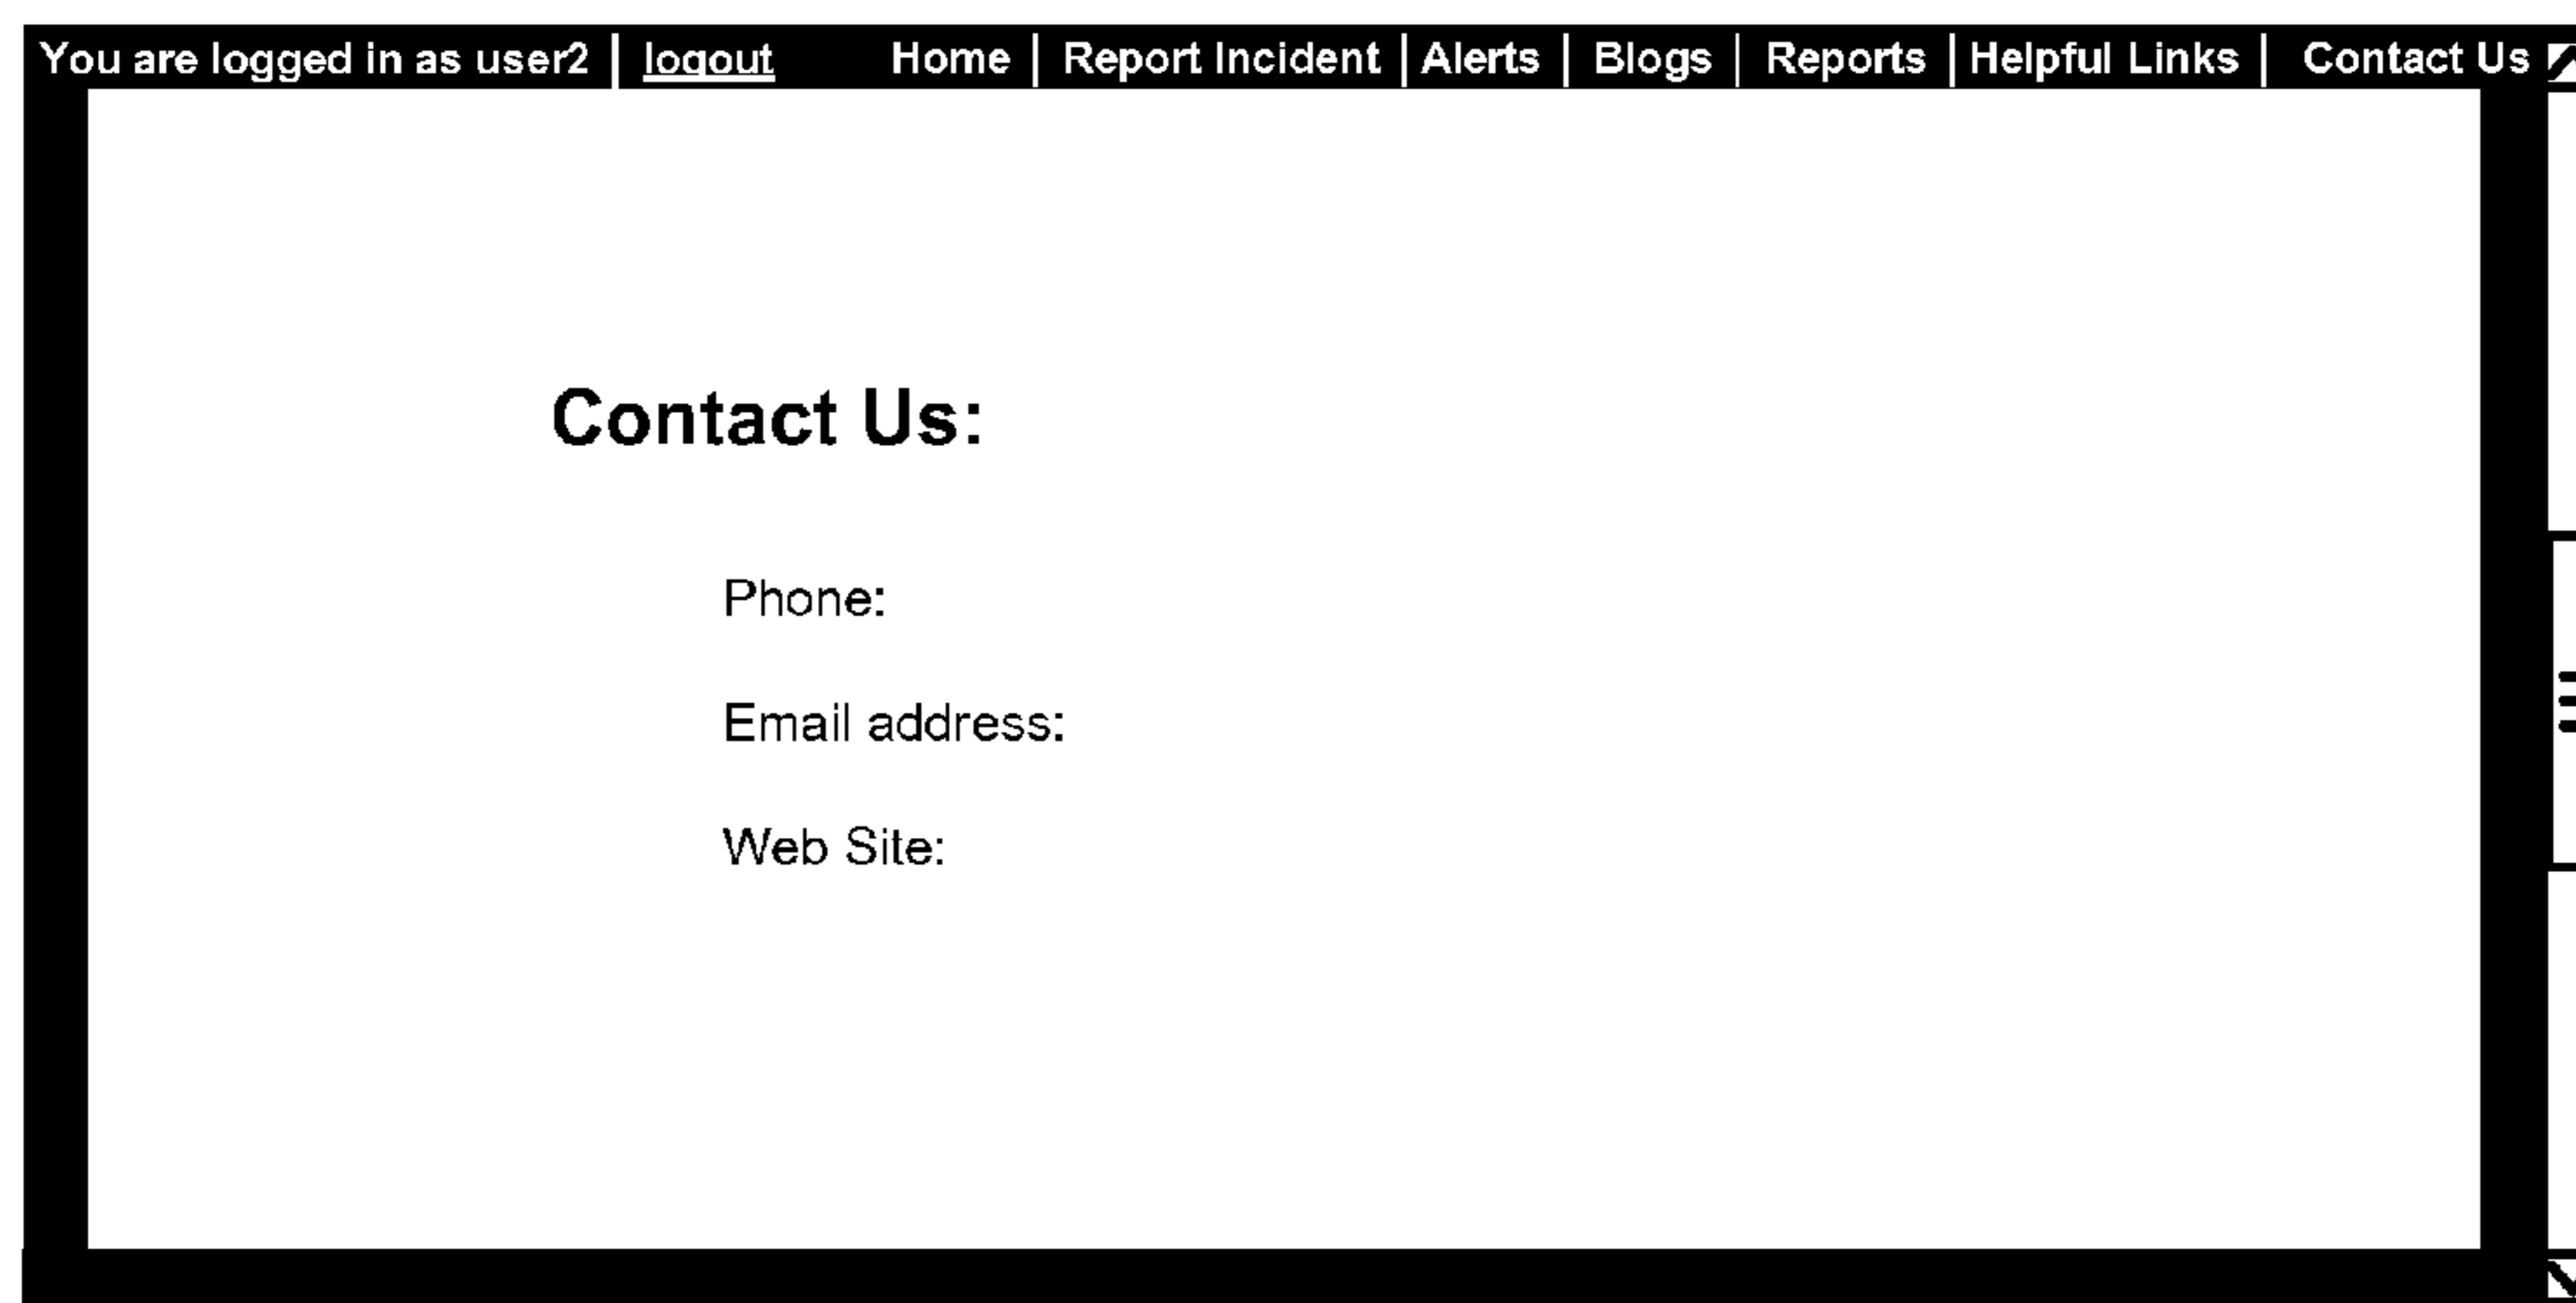 You are logged in as user2 | logout Home | Report Incident | Alerts | Blogs | Reports | Helpful Links | Contact Us
Contact Us:
Phone:
Email address:
Web Site: